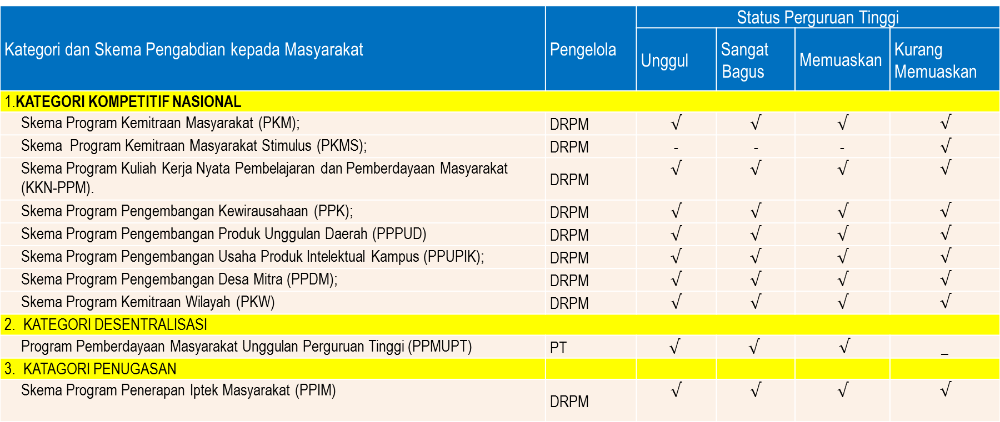 Kategori dan Skema Pengabdian kepada Masyarakat Pengelola Status Perguruan Tinggi
Unggul Sangat Bagus Memuaskan Kurang Memuaskan
1.KATEGORI KOMPETITIF NASIONAL
Skema Program Kemitraan Masyarakat (PKM); DRPM √ √ √ √
Skema Program Kemitraan Masyarakat Stimulus (PKMS); DRPM - - - √
Skema Program Kuliah Kerja Nyata Pembelajaran dan Pemberdayaan Masyarakat
(KKN-PPM). DRPM √ √ √ √
Skema Program Pengembangan Kewirausahaan (PPK); DRPM √ √ √ √
Skema Program Pengembangan Produk Unggulan Daerah (PPPUD) DRPM √ √ √ √
Skema Program Pengembangan Usaha Produk Intelektual Kampus (PPUPIK); DRPM √ √ √ √
Skema Program Pengembangan Desa Mitra (PPDM); DRPM √ √ √ √
Skema Program Kemitraan Wilayah (PKW) DRPM √ √ √ √
2. KATEGORI DESENTRALISASI
Program Pemberdayaan Masyarakat Unggulan Perguruan Tinggi (PPMUPT) PT √ √ √ _
3. KATAGORI PENUGASAN
Skema Program Penerapan Iptek Masyarakat (PPIM) DRPM √ √ √ √